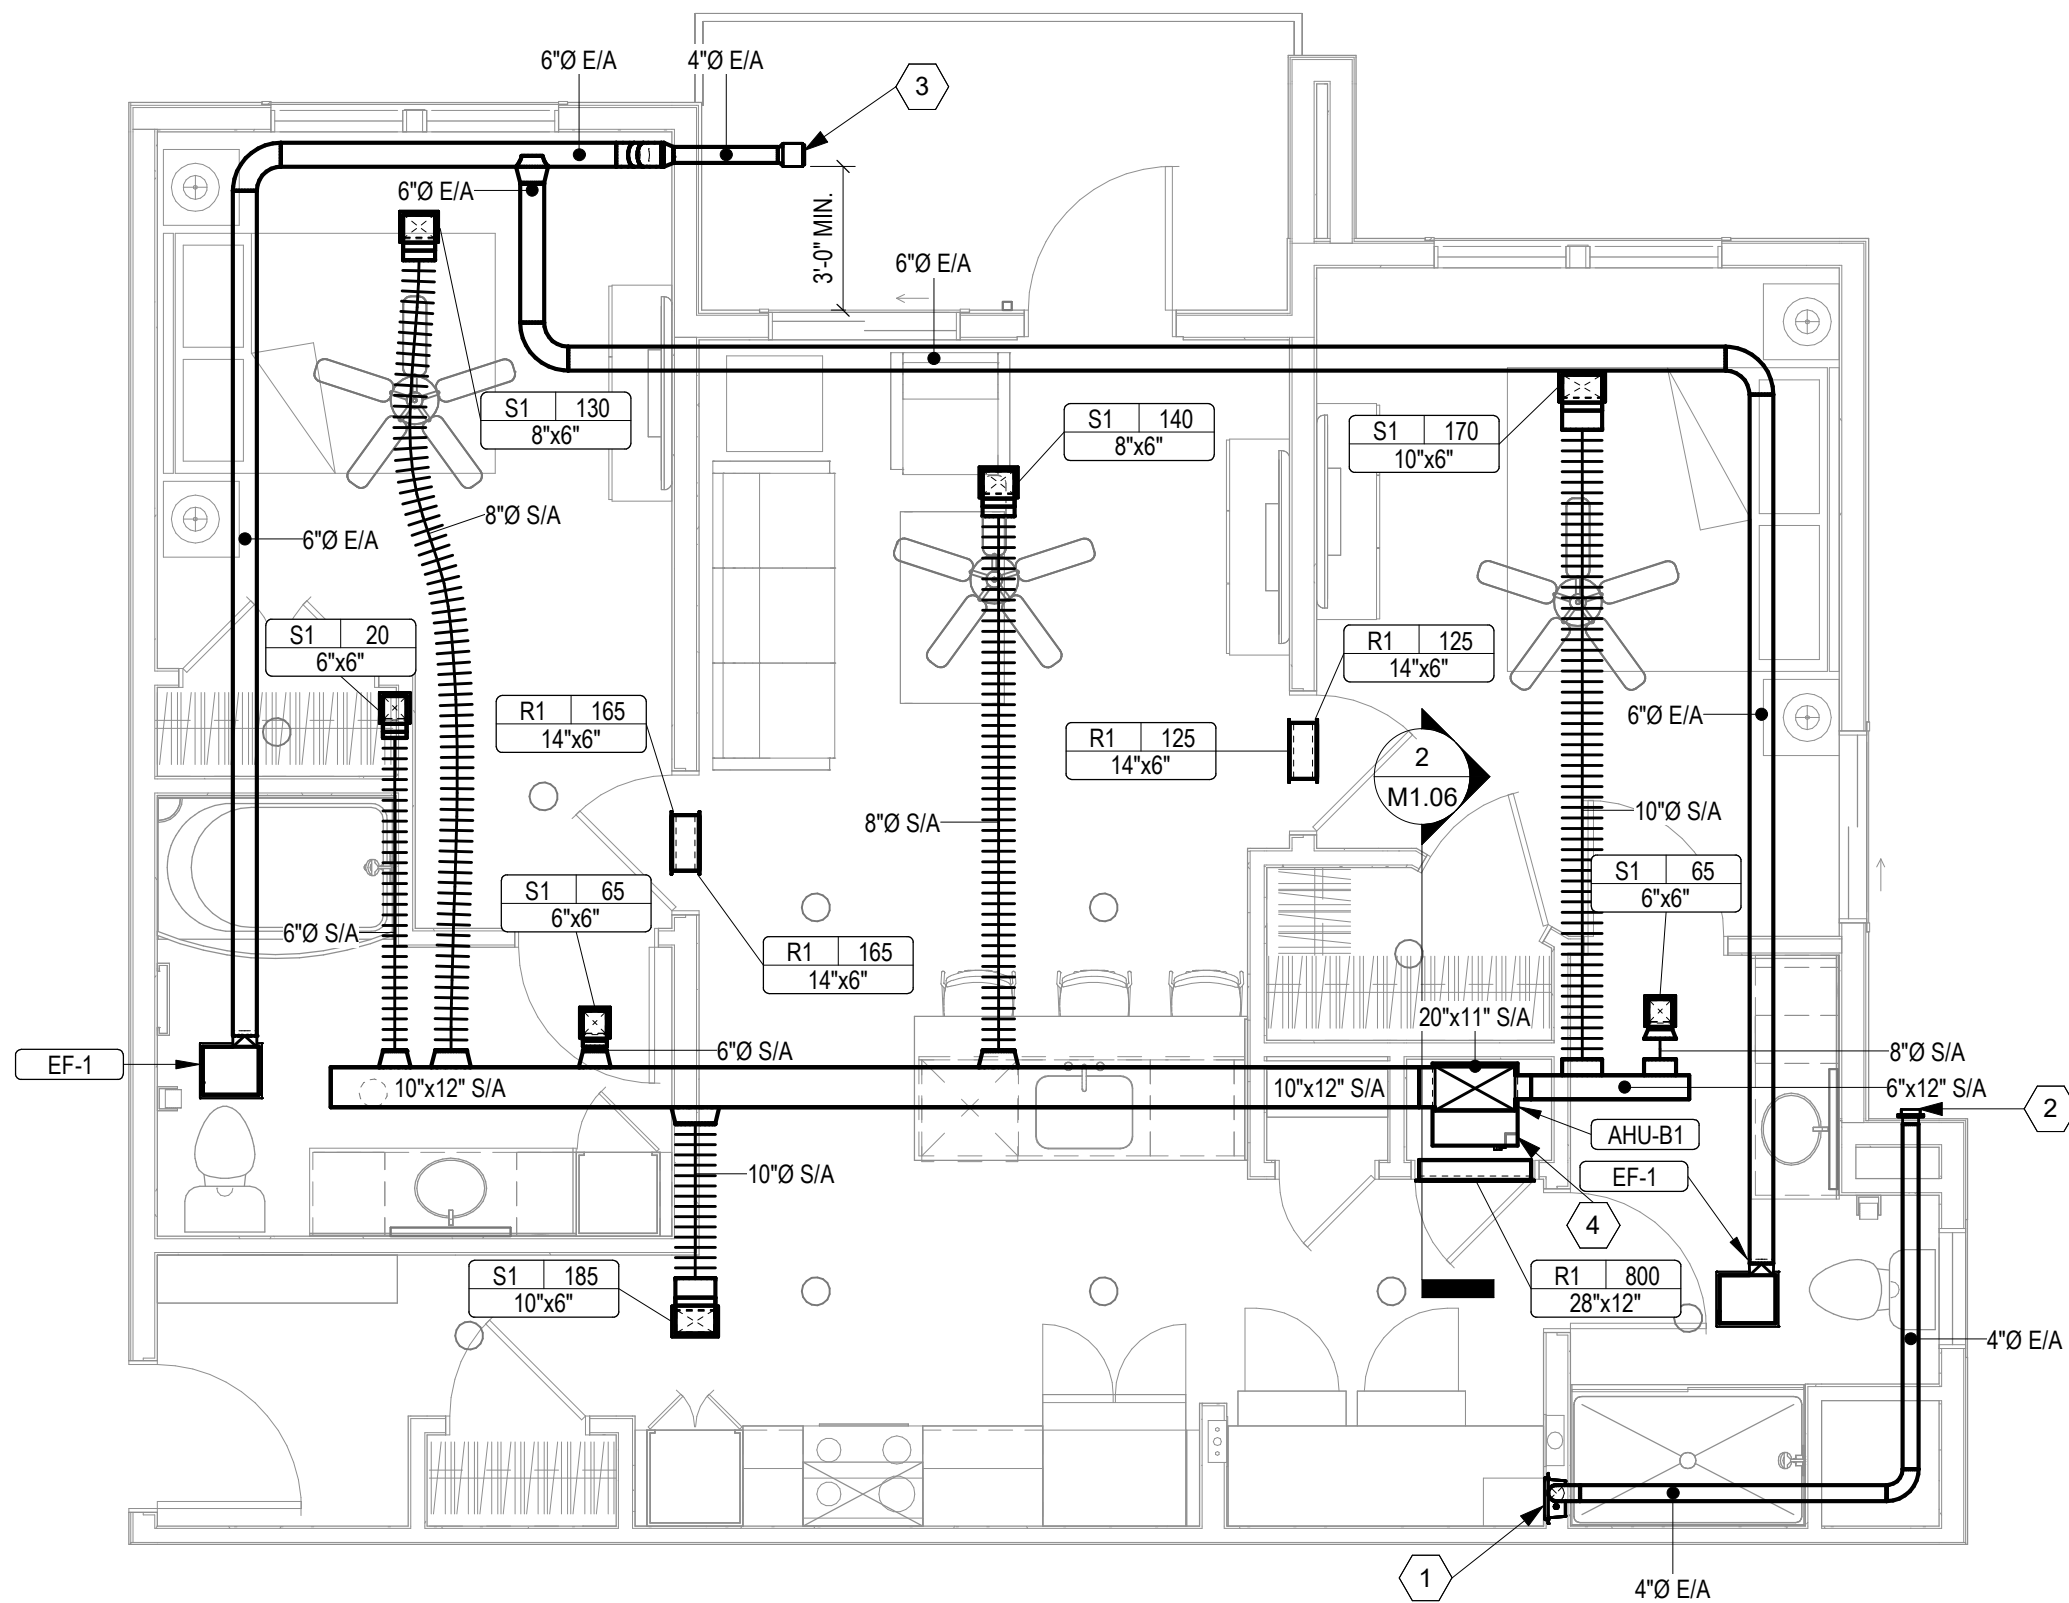 6"Ø E/A
4"Ø E/A
3
6"Ø E/A
3'-0" MIN.
6"Ø E/A
S1 130
8"x6"
S1 140
8"x6"
S1 170
10"x6"
8"Ø S/A
6"Ø E/A
S1 20
6"x6"
R1 125
14"x6"
R1 165
14"x6"
R1 125
14"x6"
6"Ø E/A
2
M1.06
8"Ø S/A
10"Ø S/A
S1 65
6"x6"
S1 65
6"x6"
6"Ø S/A
R1 165
14"x6"
20"x11" S/A
EF-1
6"Ø S/A
8"Ø S/A
10"x12" S/A
10"x12" S/A
6"x12" S/A
2
AHU-B1
10"Ø S/A
EF-1
4
S1 185
10"x6"
R1 800
28"x12"
4"Ø E/A
1
4"Ø E/A